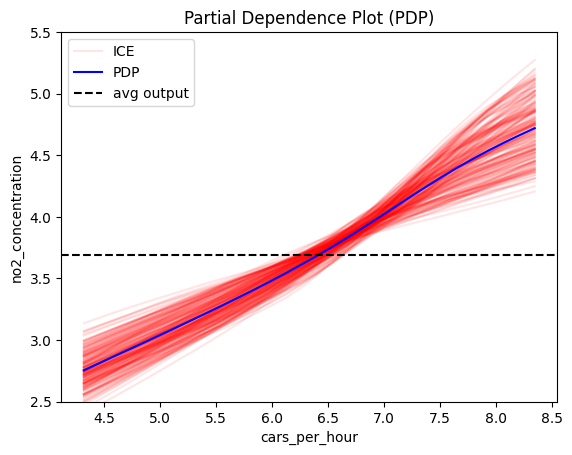 Partial Dependence Plot (PDP)
ICE
PDP
avg output
no2_concentration
5.5
5.0
4.5
4.0
3.5
3.0
2.5
4.5 5.0 5.5 6.0 6.5 7.0 7.5 8.0 8.5
cars_per_hour